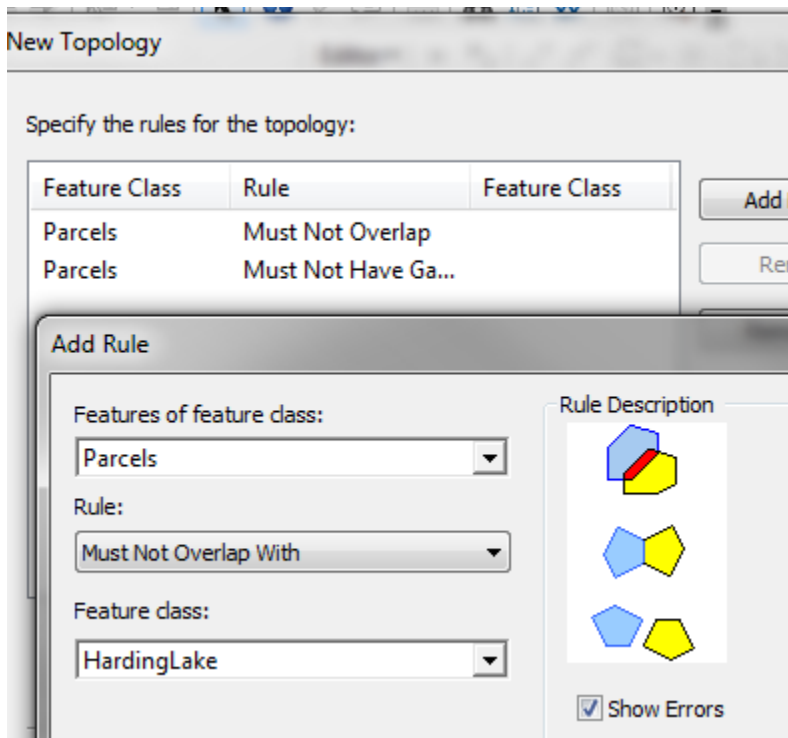 New Topology
Specify the rules for the topology:
Feature Class Rule Feature Class
Parcels Must Not Overlap
Parcels Must Not Have Ga...
Add
Re
Add Rule
Features of feature class:
Parcels
Rule:
Must Not Overlap With
Feature class:
HardingLake
Rule Description
Show Errors